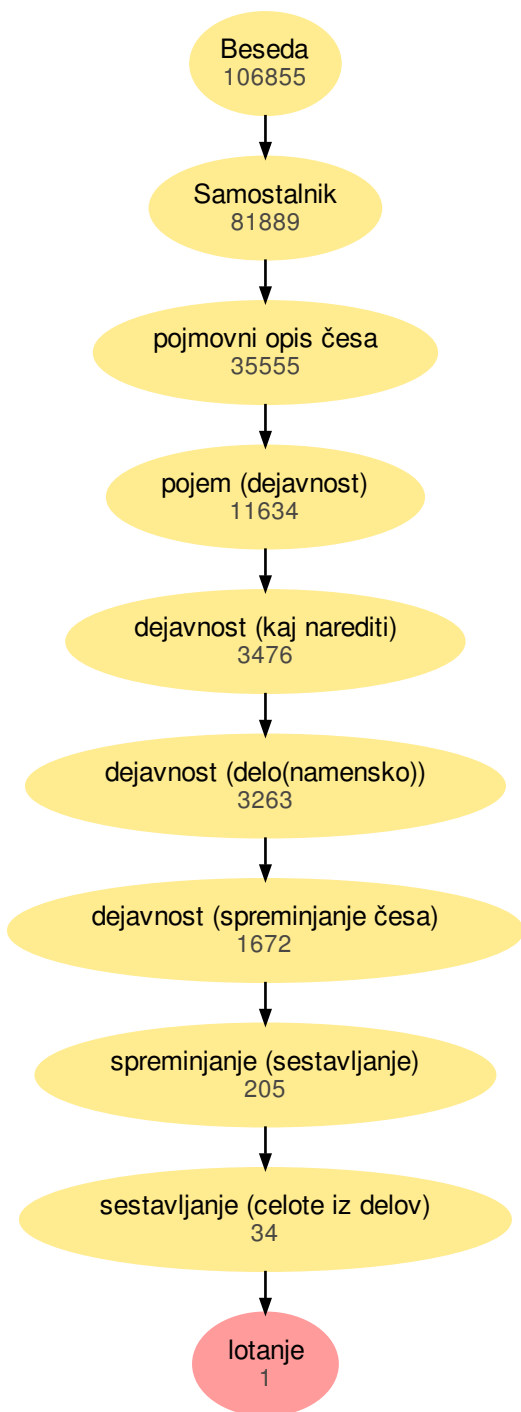 Beseda
106855
Samostalnik
81889
pojmovni opis česa
35555
pojem (dejavnost)
11634
dejavnost (kaj narediti)
3476
dejavnost (delo(namensko))
3263
dejavnost (spreminjanje česa)
1672
spreminjanje (sestavljanje)
205
sestavljanje (celote iz delov)
34
lotanje
1